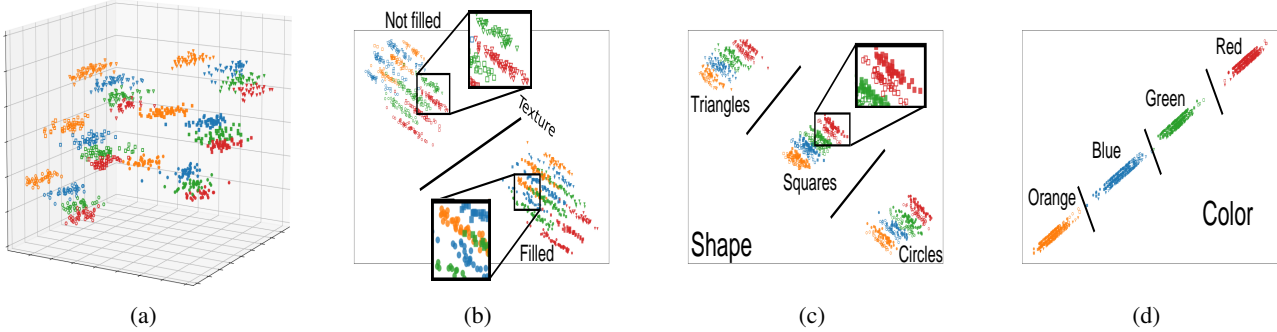 Not filled
Texture
Filled
Triangles
Squares
Shape
Circles
Red
Green
Blue
Orange
Color
(a)
(b)
(c)
(d)